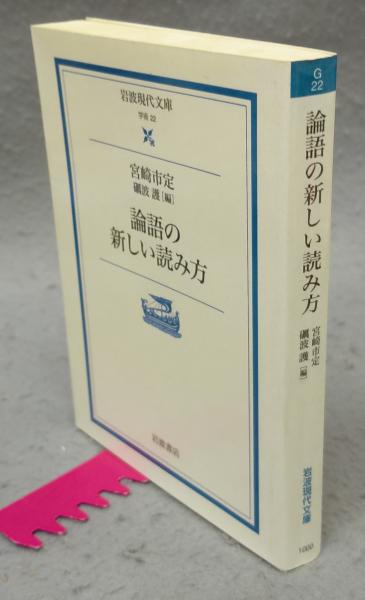 岩波現代文庫
学術 22
宮崎市定
礪波 護［編］
論語の
新しい読み方
岩波書店
G
22
論語の新しい読み方
宮崎市定
礪波 護［編］
岩波現代文庫
1000